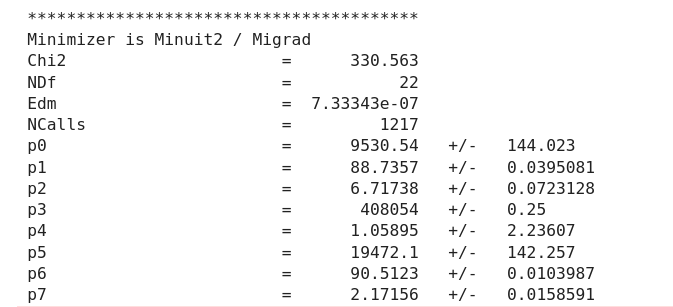 ****************************************
Minimizer is Minuit2 / Migrad
Chi2                      =      330.563
NDf                       =           22
Edm                       =  7.33343e-07
NCalls                    =         1217
p0                        =      9530.54   +/-   144.023
p1                        =      88.7357   +/-   0.0395081
p2                        =      6.71738   +/-   0.0723128
p3                        =       408054   +/-   0.25
p4                        =      1.05895   +/-   2.23607
p5                        =      19472.1   +/-   142.257
p6                        =      90.5123   +/-   0.0103987
p7                        =      2.17156   +/-   0.0158591